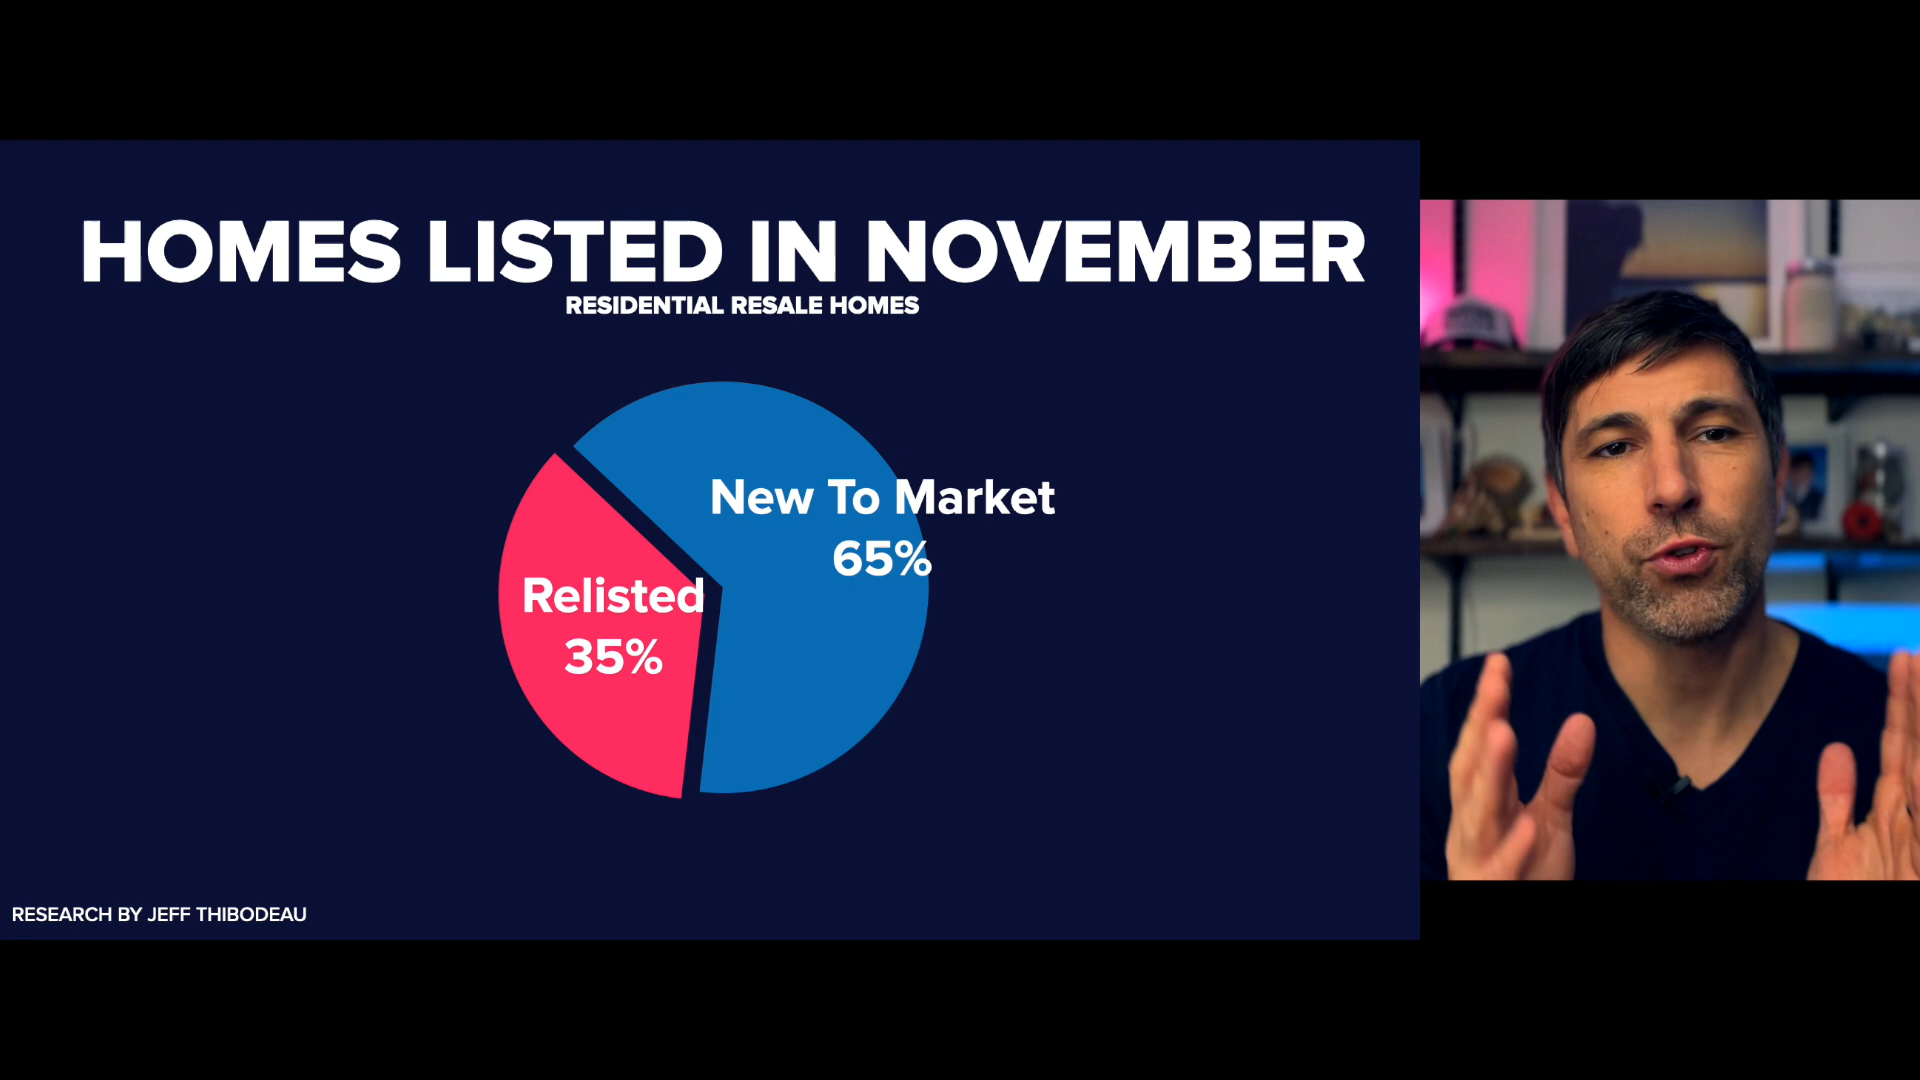 HOMES LISTED IN NOVEMBER
RESIDENTIAL RESALE HOMES
New To Market
65%
Relisted
35%
RESEARCH BY JEFF THIBODEAU